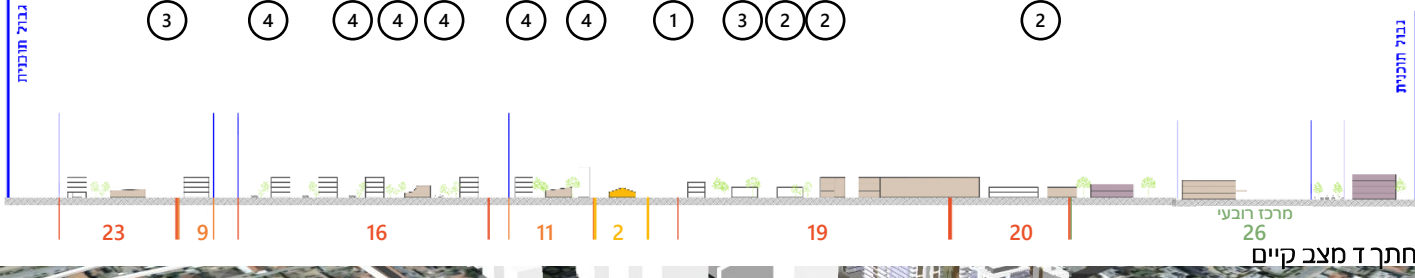 גבול תוכנית
3 4 4 4 4 4 4 1 3 2 2 2
גבול תוכנית
23 9 16 11 2 19 20
מרכז רובעי
26
חתך ד מצב קיים